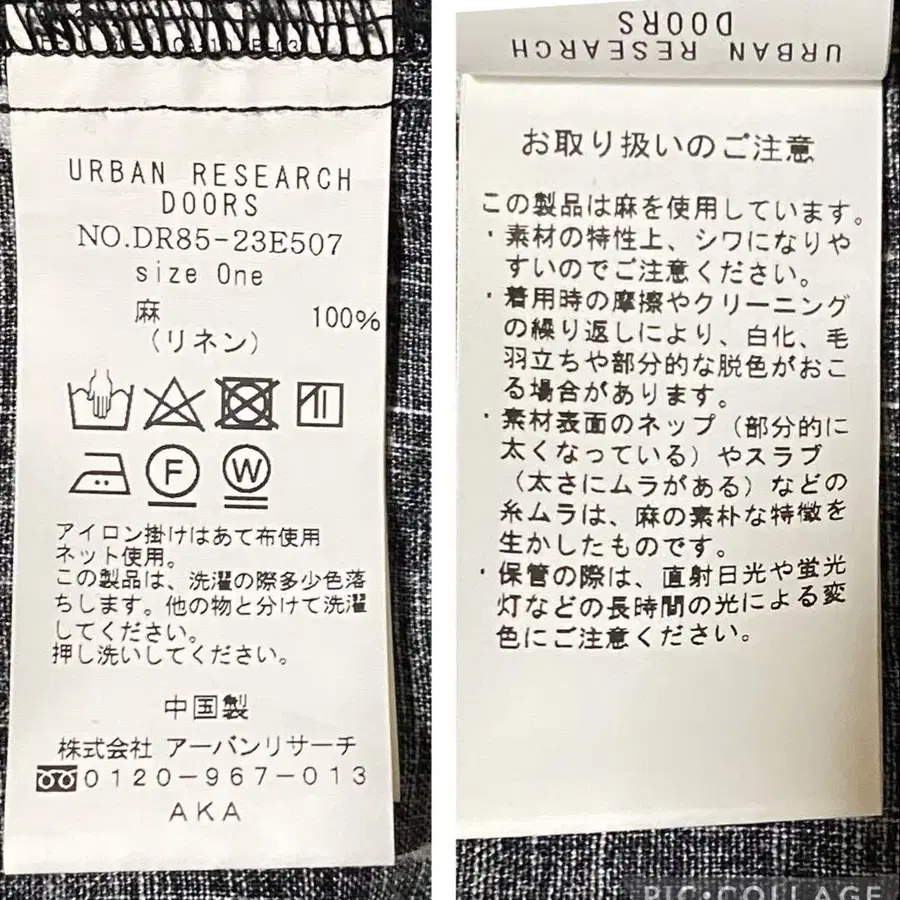 URBAN RESEARCH
DOORS
NO.DR85-23E507
size One
麻 100%
(リネン)
F W
アイロン掛けはあて布使用
ネット使用。
この製品は、洗濯の際多少色落
ちします。他の物と分けて洗濯
してください。
押し洗いしてください。
中国製
株式会社 アーバンリサーチ
0120-967-013
AKA
URBAN RESEARCH
DOORS
お取り扱いのご注意
この製品は麻を使用しています。
・素材の特性上、シワになりや
すいのでご注意ください。
・着用時の摩擦やクリーニング
の繰り返しにより、白化、毛
羽立ちや部分的な脱色がおこ
る場合があります。
・素材表面のネップ(部分的に
太くなっている)やスラブ
(太さにムラがある)などの
糸ムラは、麻の素朴な特徴を
生かしたものです。
・保管の際は、直射日光や蛍光
灯などの長時間の光による変
色にご注意ください。
PIC•COLLAGE